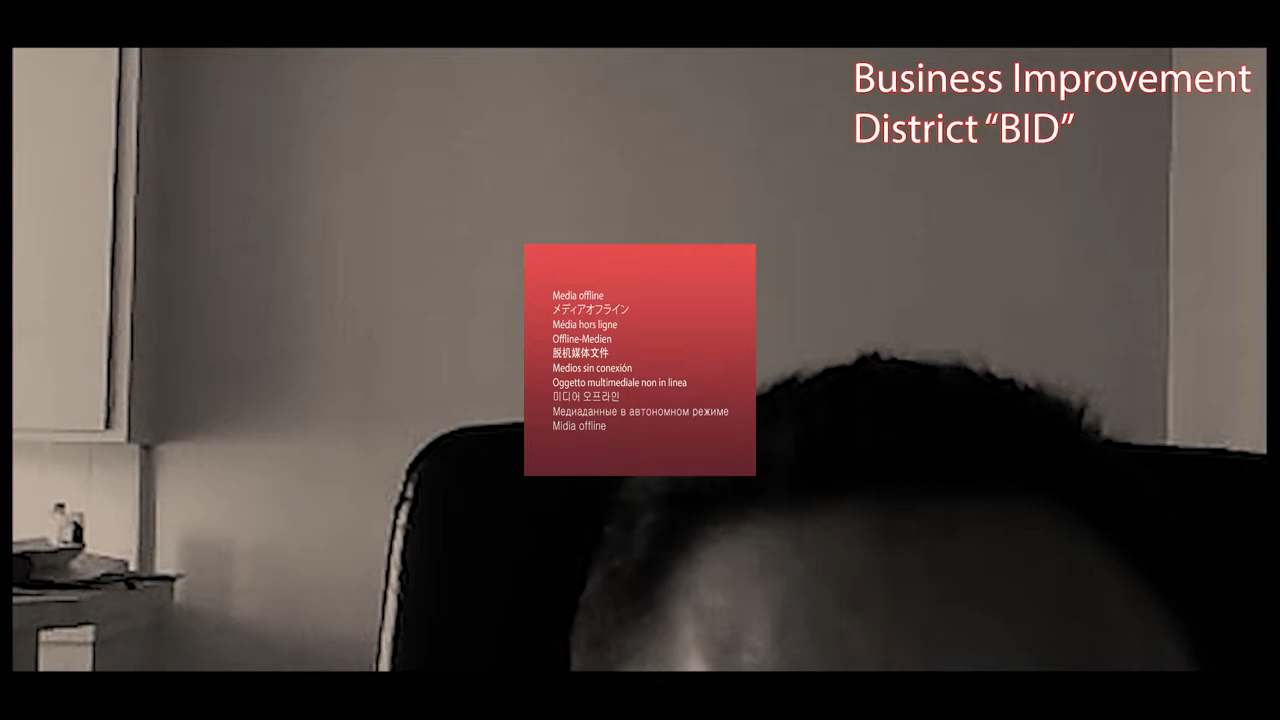 Business Improvement
District “BID”
Media offline
メディアオフライン
Média hors ligne
Offline-Medien
脱机媒体文件
Medios sin conexión
Oggetto multimediale non in linea
미디어 오프라인
Медиаданные в автономном режиме
Mídia offline